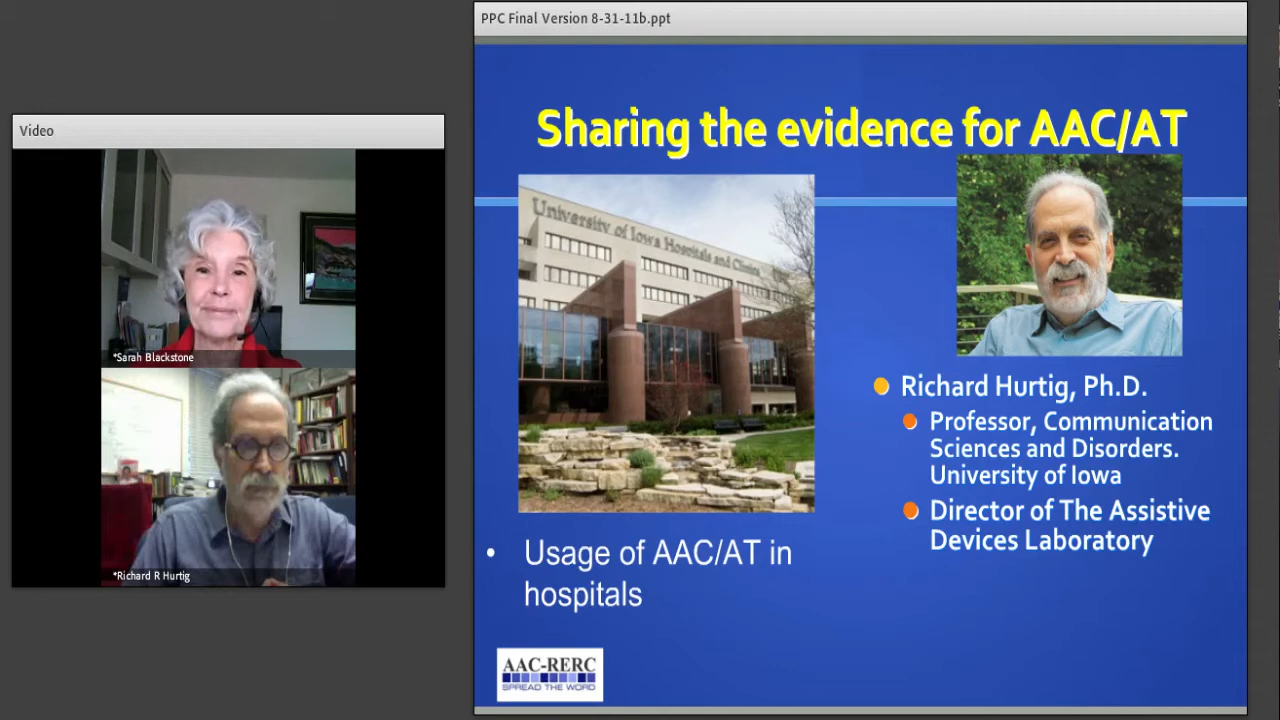 PPC Final Version 8-31-11b.ppt
Video
*Sarah Blackstone
*Richard R Hurtig
Sharing the evidence for AAC/AT
University of Iowa Hospitals and Clinics
Richard Hurtig, Ph.D.
Professor, Communication
Sciences and Disorders.
University of Iowa
Director of The Assistive
Devices Laboratory
• Usage of AAC/AT in
hospitals
AAC-RERC
SPREAD THE WORD